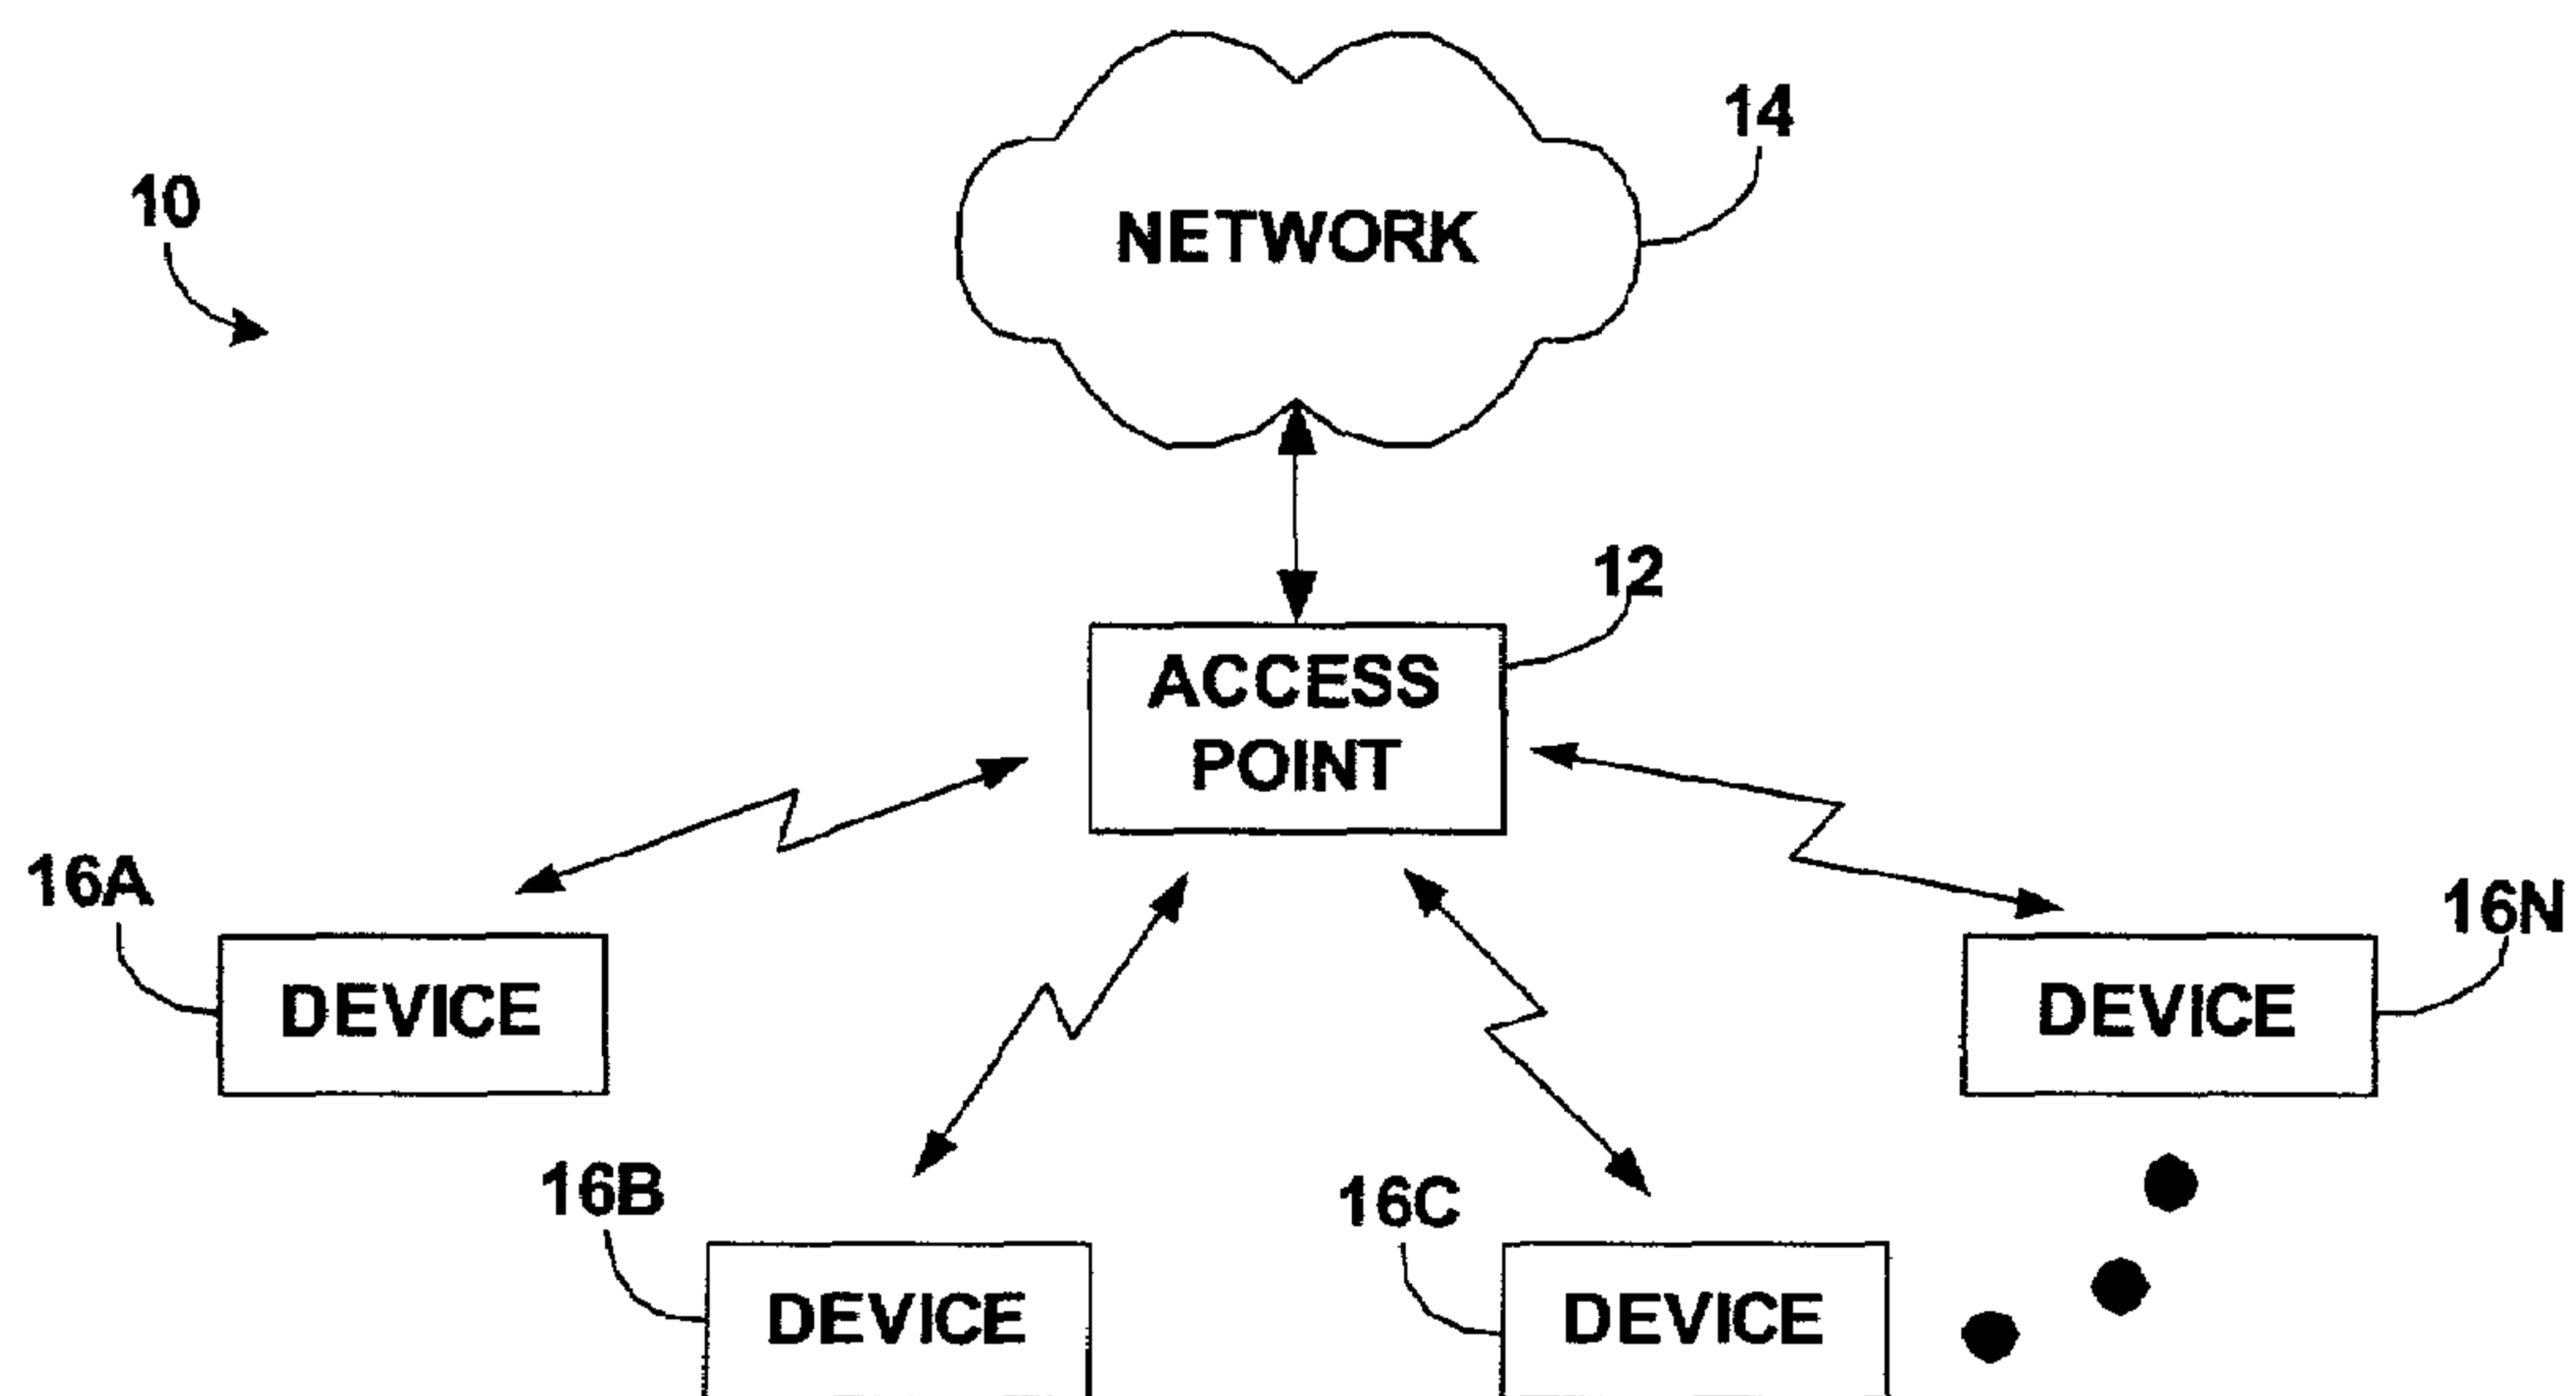 14
10
NETWORK
12
ACCESS
POINT
16A
16N
DEVICE
DEVICE
16B
16C
DEVICE
DEVICE